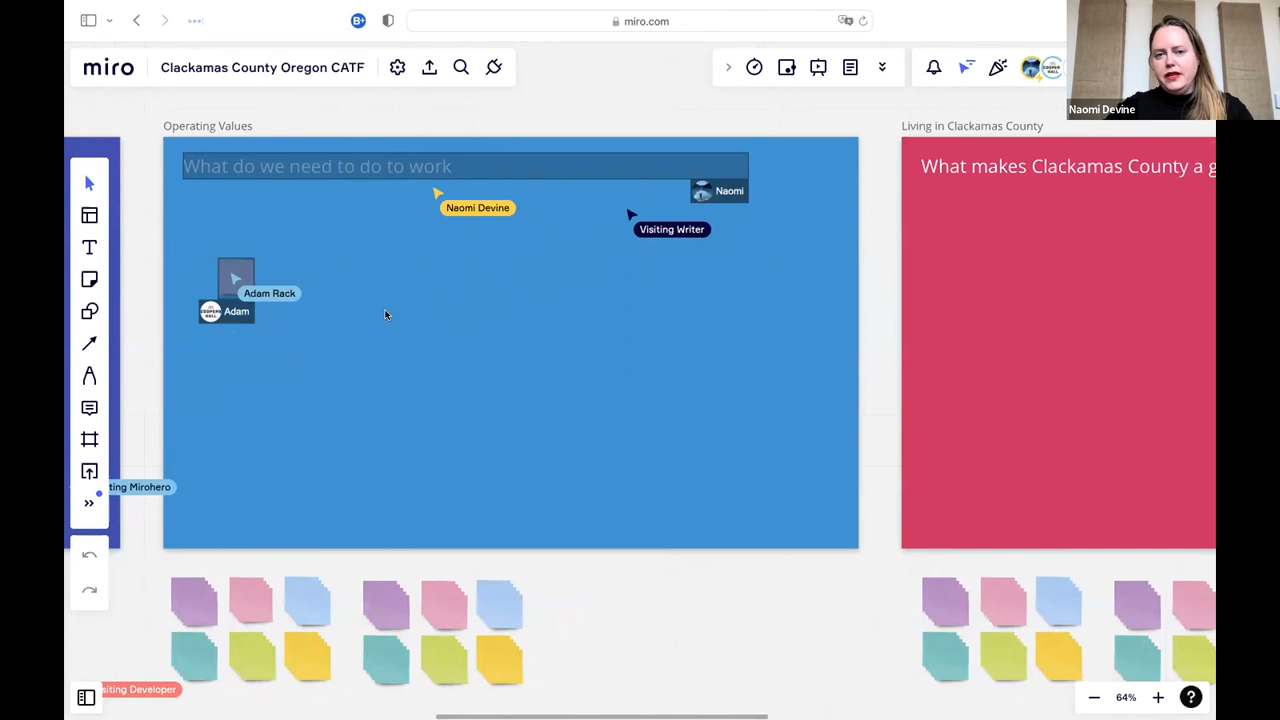 miro.com
miro
Clackamas County Oregon CATF
Naomi Devine
Operating Values
Living in Clackamas County
What do we need to do to work
What makes Clackamas County a g
Naomi
Naomi Devine
Visiting Writer
Adam Rack
Adam
ting Mirohero
siting Developer
64%